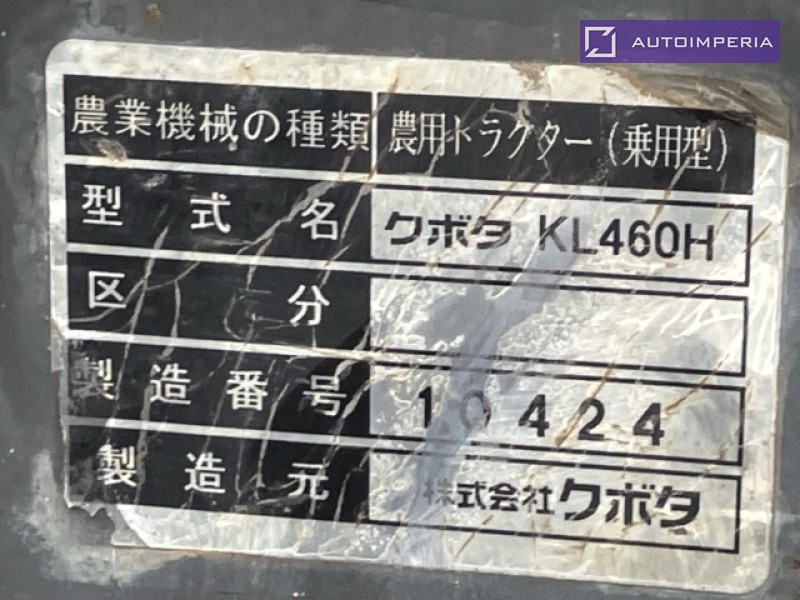 AUTOIMPERIA
農業機械の種類 農用トラクター(乗用型)
型式名 クボタ KL460H
区分
製造番号 10424
製造元 株式会社クボタ